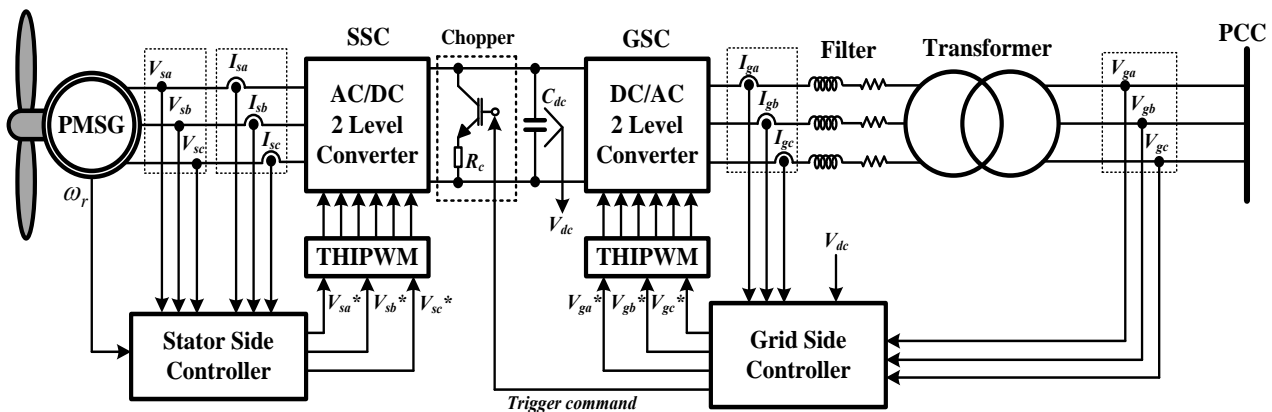 SSC
Chopper
GSC
Filter
Transformer
PCC
V_sa
V_sb
V_sc
I_sa
I_sb
I_sc
PMSG
ω_r
AC/DC
2 Level
Converter
R_c
C_dc
V_dc
DC/AC
2 Level
Converter
I_ga
I_gb
I_gc
V_ga
V_gb
V_gc
THIPWM
THIPWM
V_sa*
V_sb*
V_sc*
V_ga*
V_gb*
V_gc*
V_dc
Stator Side
Controller
Grid Side
Controller
Trigger command